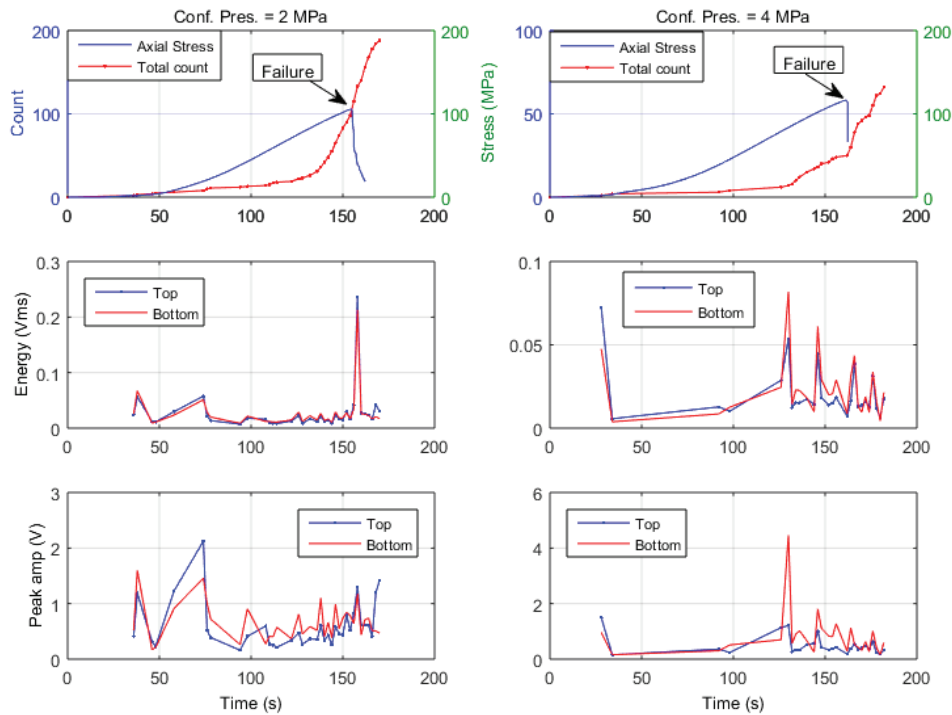 Conf. Pres. = 2 MPa
200
100
0
Count
Axial Stress
Total count
Failure
200
100
0
0 50 100 150 200
Conf. Pres. = 4 MPa
100
50
0
Stress (MPa)
Axial Stress
Total count
Failure
200
100
0
0 50 100 150 200
0.3
0.2
0.1
0
Energy (Vms)
Top
Bottom
0 50 100 150 200
0.1
0.05
0
Top
Bottom
0 50 100 150 200
3
2
1
0
Peak amp (V)
Top
Bottom
0 50 100 150 200
Time (s)
6
4
2
0
Top
Bottom
0 50 100 150 200
Time (s)